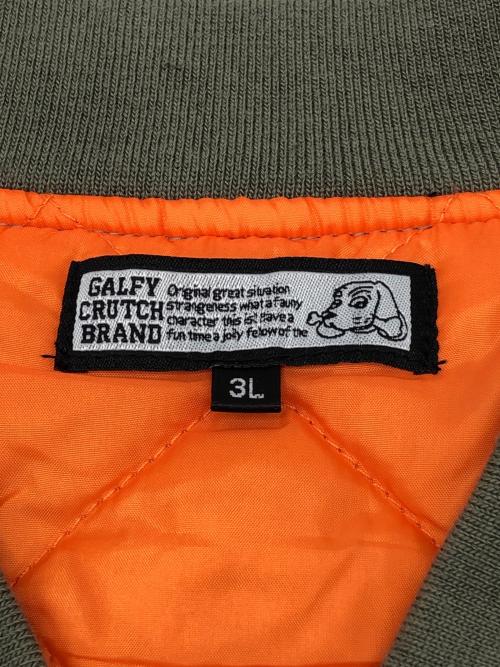 GALFY
CRUTCH
BRAND
Original great situation
strangeness what a fauny
character this is! Have a
fun time a jolly fellow of the
3L